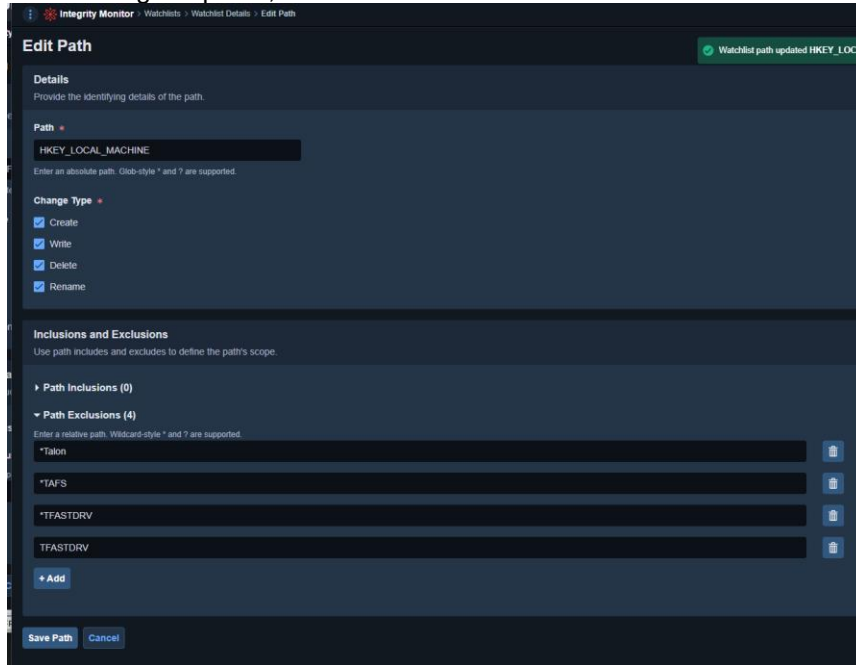 Integrity Monitor > Watchlists > Watchlist Details > Edit Path
Edit Path
Watchlist path updated HKEY_LOC
Details
Provide the identifying details of the path.
Path *
HKEY_LOCAL_MACHINE
Enter an absolute path. Glob-style * and ? are supported.
Change Type *
Create
Write
Delete
Rename
Inclusions and Exclusions
Use path includes and excludes to define the path's scope.
Path Inclusions (0)
Path Exclusions (4)
Enter a relative path. Wildcard-style * and ? are supported.
*Talon
*TAFS
*TFASTDRV
TFASTDRV
+ Add
Save Path Cancel